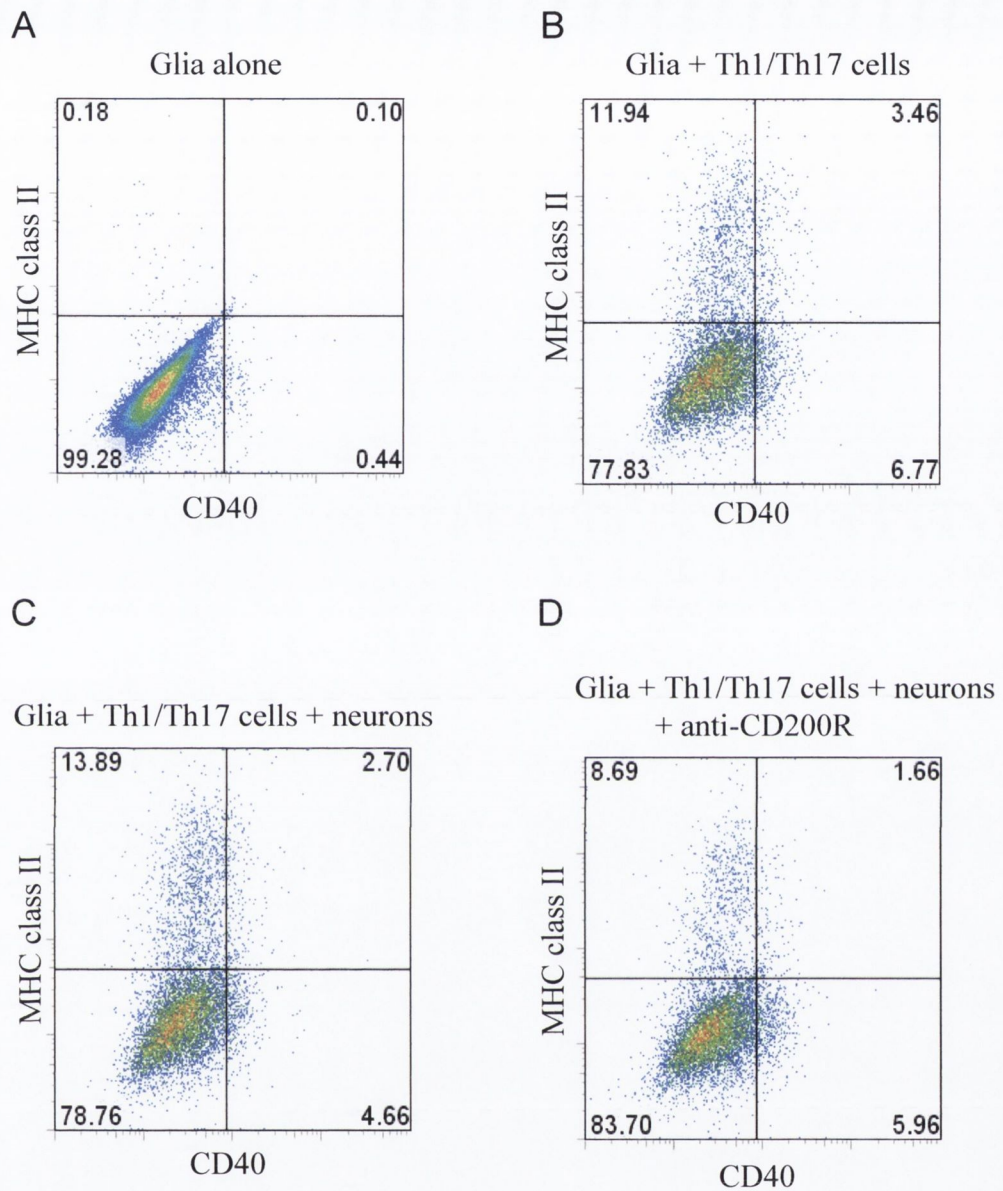 A
Glia alone
0.18
0.10
MHC class II
99.28
0.44
CD40
B
Glia + Th1/Th17 cells
11.94
3.46
MHC class II
77.83
6.77
CD40
C
Glia + Th1/Th17 cells + neurons
13.89
2.70
MHC class II
78.76
4.66
CD40
D
Glia + Th1/Th17 cells + neurons
+ anti-CD200R
8.69
1.66
MHC class II
83.70
5.96
CD40